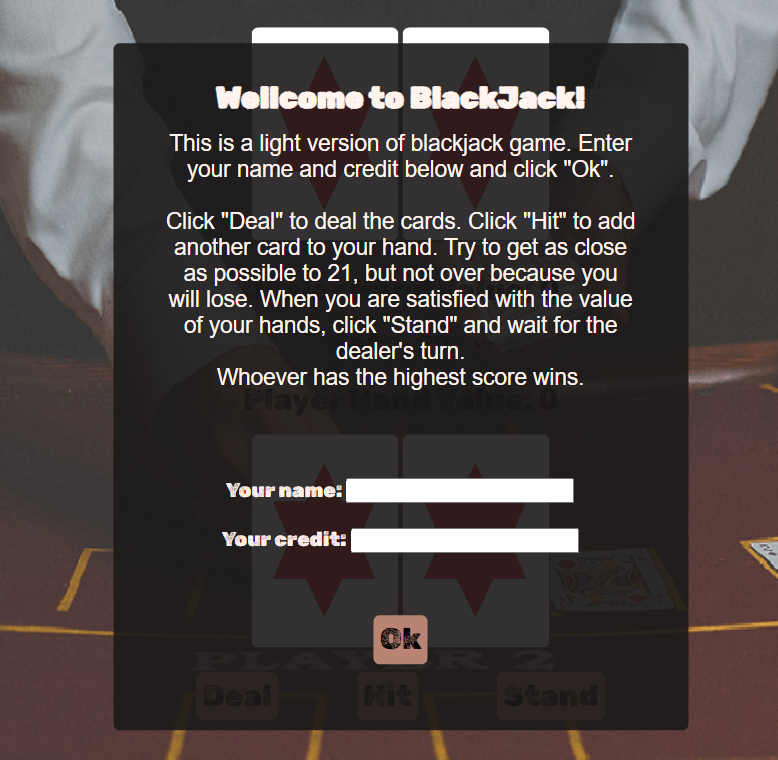 Wellcome to BlackJack!
This is a light version of blackjack game. Enter
your name and credit below and click "Ok".
Click "Deal" to deal the cards. Click "Hit" to add
another card to your hand. Try to get as close
as possible to 21, but not over because you
will lose. When you are satisfied with the value
of your hands, click "Stand" and wait for the
dealer's turn.
Whoever has the highest score wins.
Player Hand Value: 0
Your name:
Your credit:
Ok
PLAYER 2
Deal Hit Stand